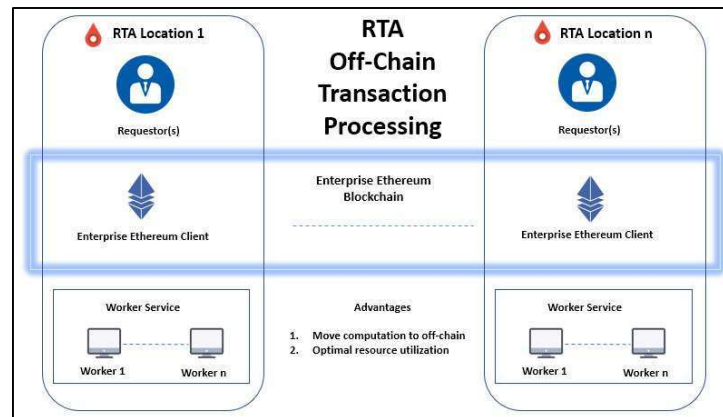 RTA Location 1
Requestor(s)
Enterprise Ethereum Client
Worker Service
Worker 1
Worker n
RTA
Off-Chain
Transaction
Processing
Enterprise Ethereum
Blockchain
Advantages
1. Move computation to off-chain
2. Optimal resource utilization
RTA Location n
Requestor(s)
Enterprise Ethereum Client
Worker Service
Worker 1
Worker n